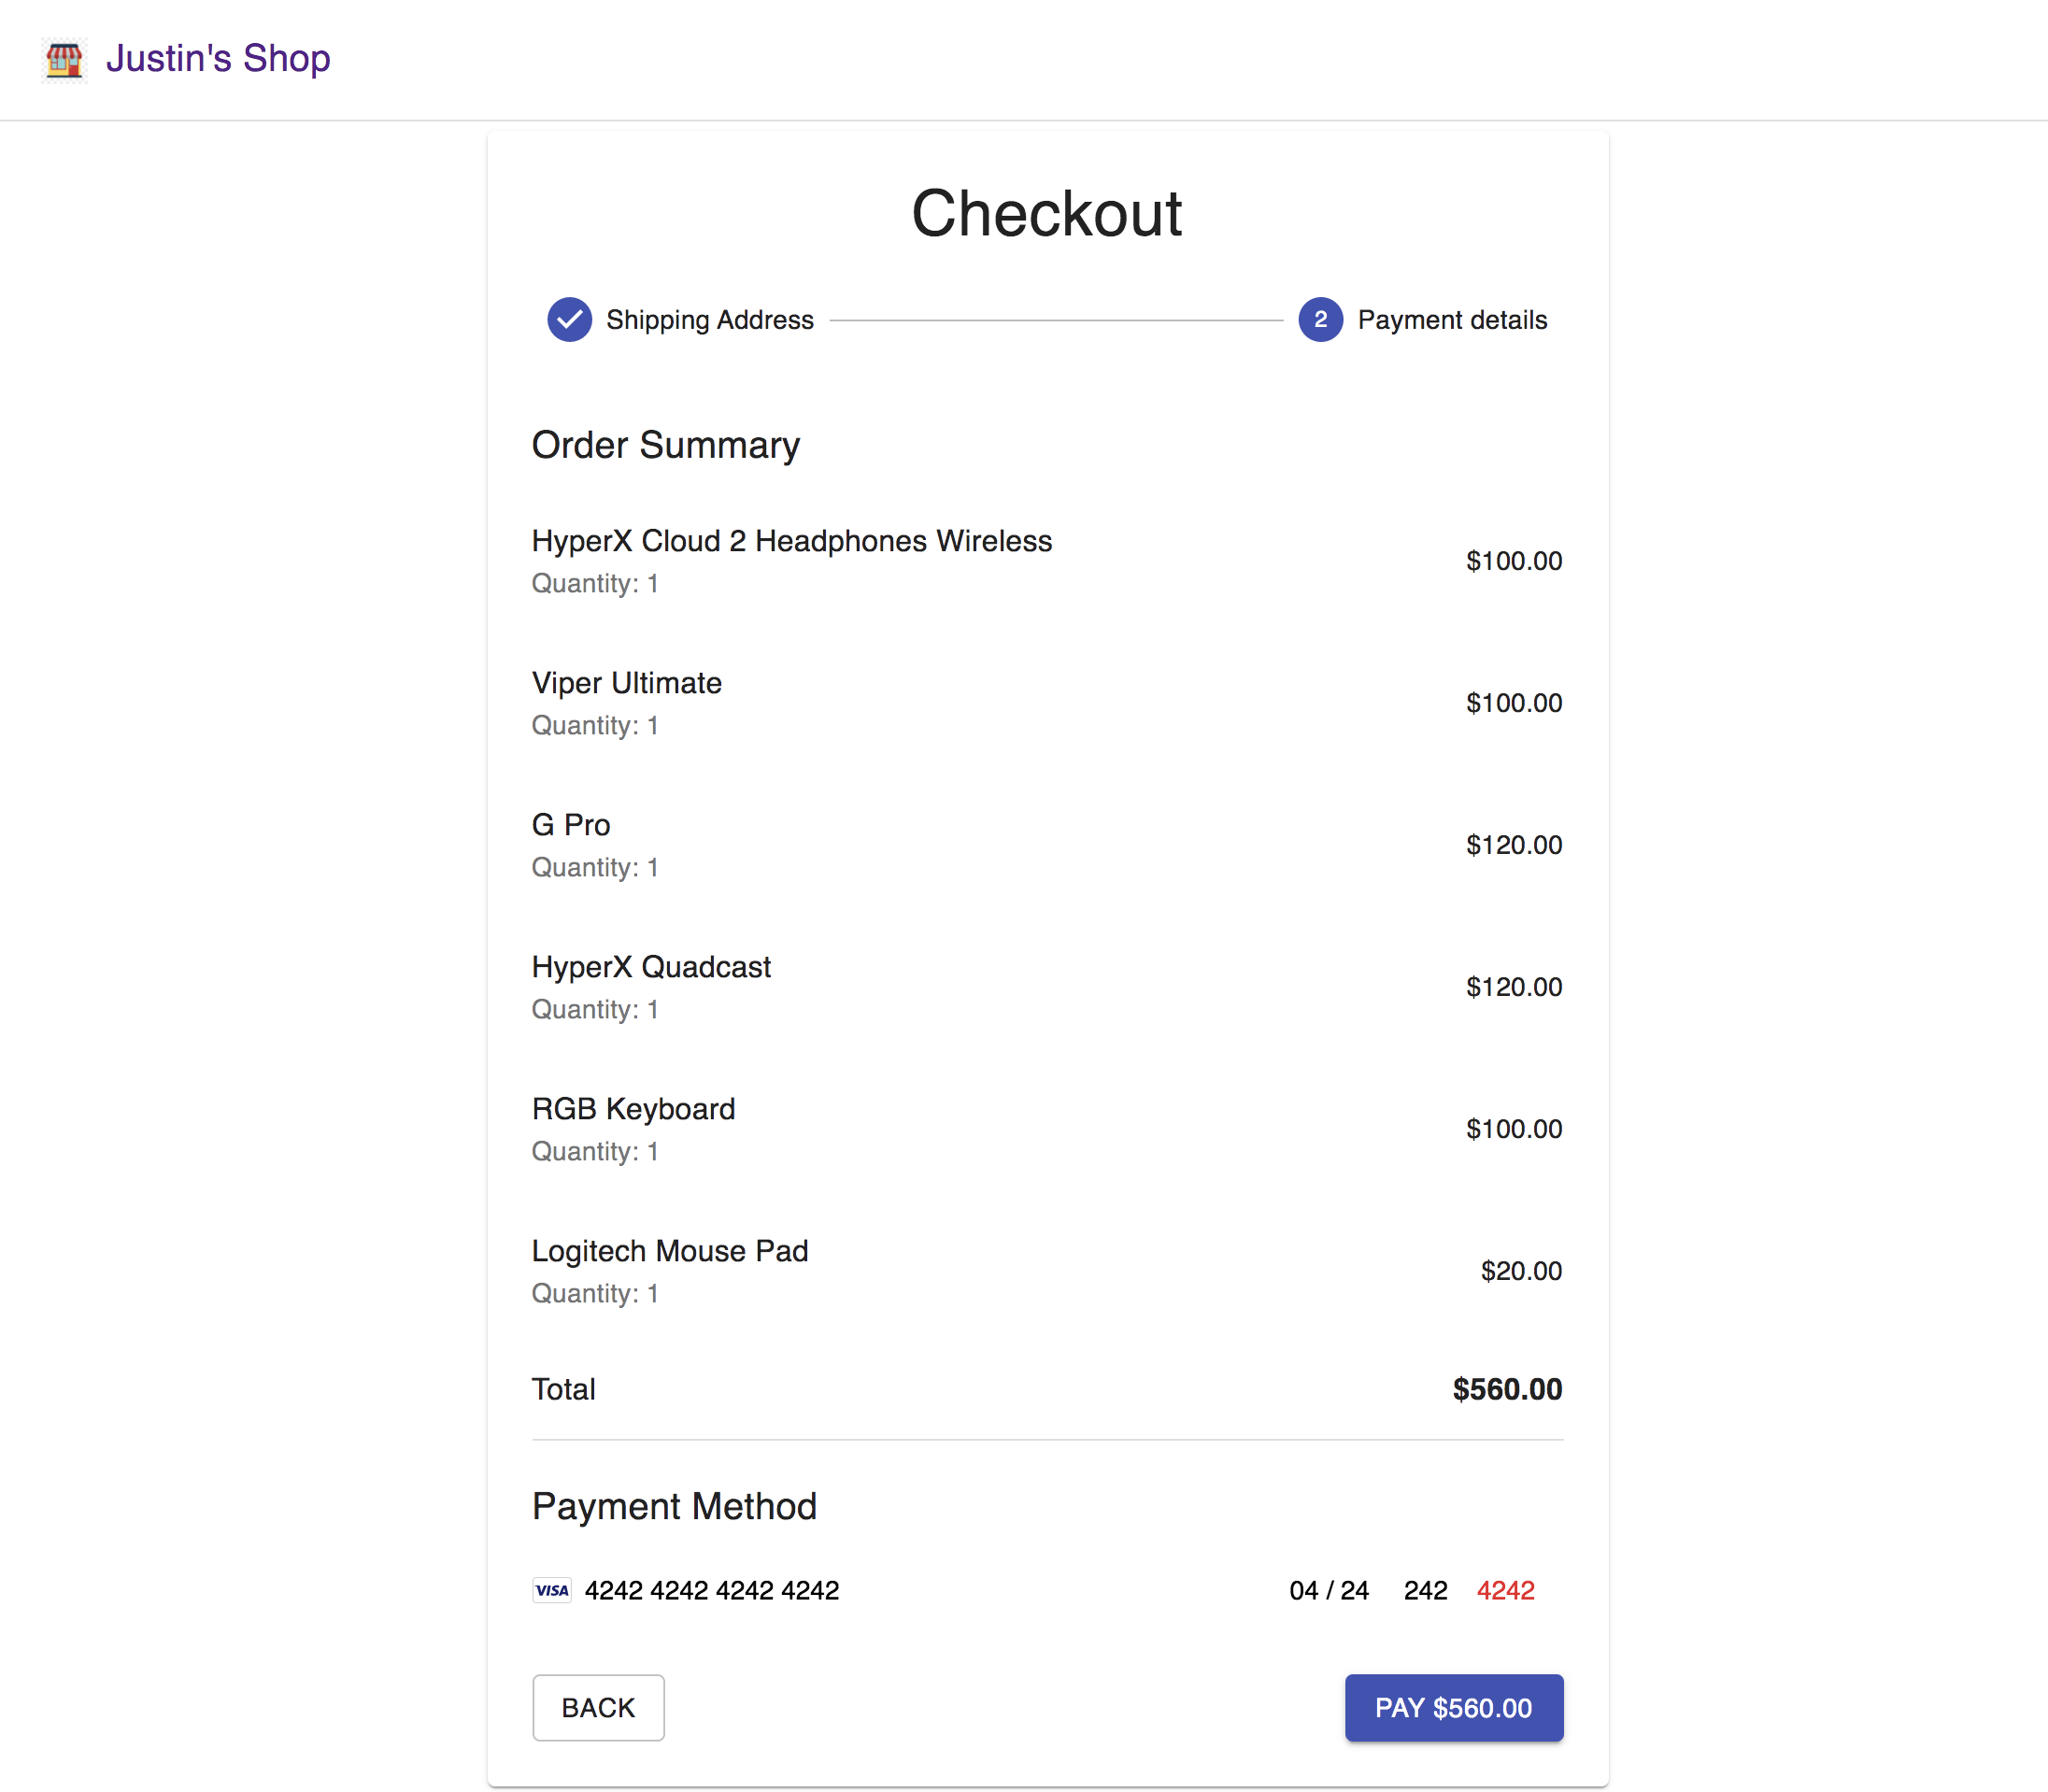 Justin's Shop
Checkout
Shipping Address
2 Payment details
Order Summary
HyperX Cloud 2 Headphones Wireless
Quantity: 1
$100.00
Viper Ultimate
Quantity: 1
$100.00
G Pro
Quantity: 1
$120.00
HyperX Quadcast
Quantity: 1
$120.00
RGB Keyboard
Quantity: 1
$100.00
Logitech Mouse Pad
Quantity: 1
$20.00
Total $560.00
Payment Method
VISA 4242 4242 4242 4242 04 / 24 242 4242
BACK PAY $560.00